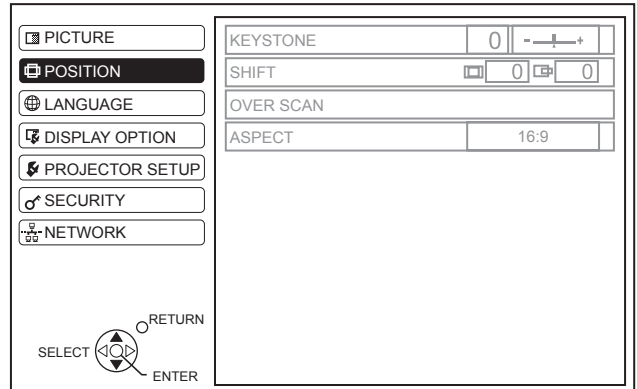 PICTURE
POSITION
LANGUAGE
DISPLAY OPTION
PROJECTOR SETUP
SECURITY
NETWORK
KEYSTONE 0 - +
SHIFT 0 0
OVER SCAN
ASPECT 16:9
RETURN
SELECT
ENTER